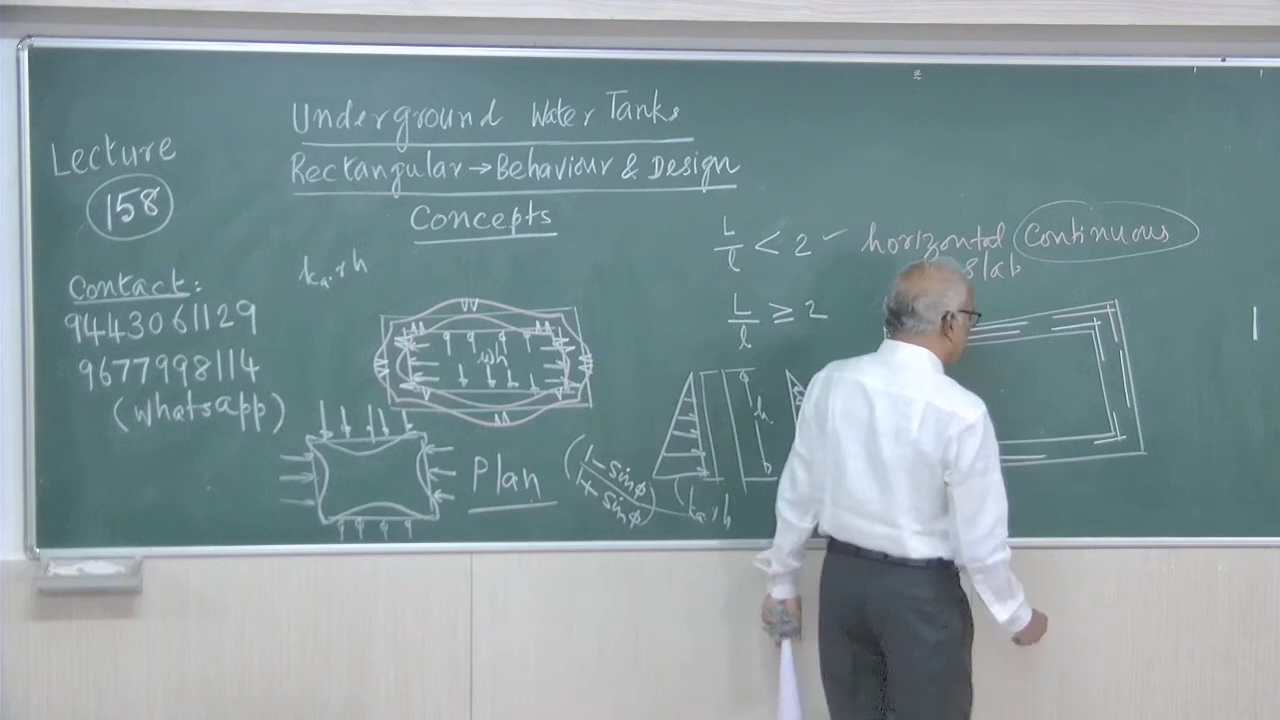 Underground Water Tanks
Rectangular → Behaviour & Design
Concepts
Lecture
158
Contact:
9443061129
9677998114
(Whatsapp)
ka.γh
wh
Plan
(1-sinφ
1+sinφ)
ka.γh
L/l < 2 horizontal Continuous
slab
L/l ≥ 2
h